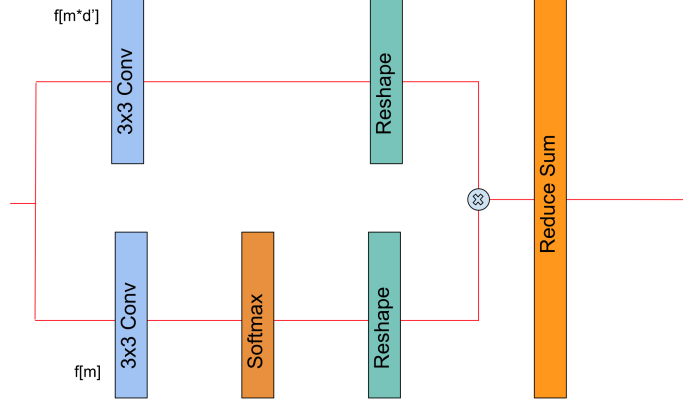 f[m*d’]
3x3 Conv
Reshape
Reduce Sum
3x3 Conv
Softmax
Reshape
f[m]